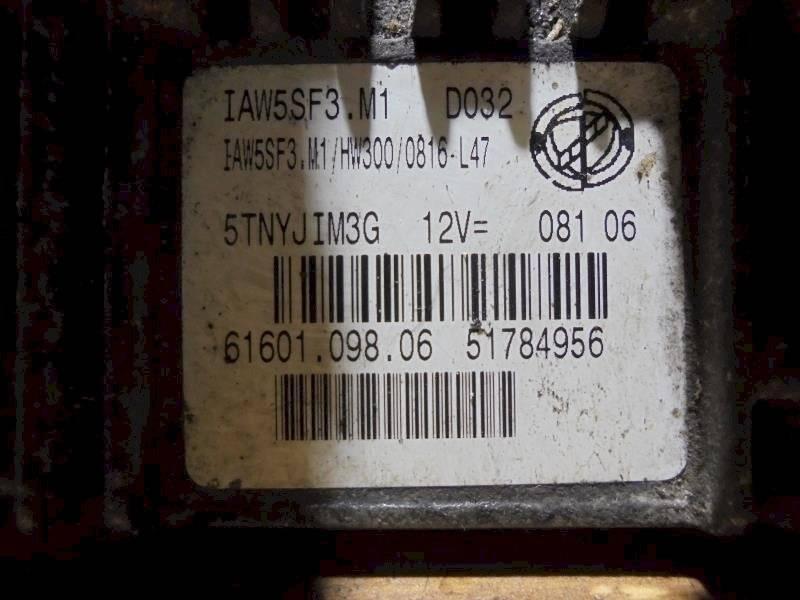 IAW5SF3.M1 D032
IAW5SF3.M1/HW300/0816-L47
5TNYJIM3G 12V= 081 06
61601.098.06 51784956